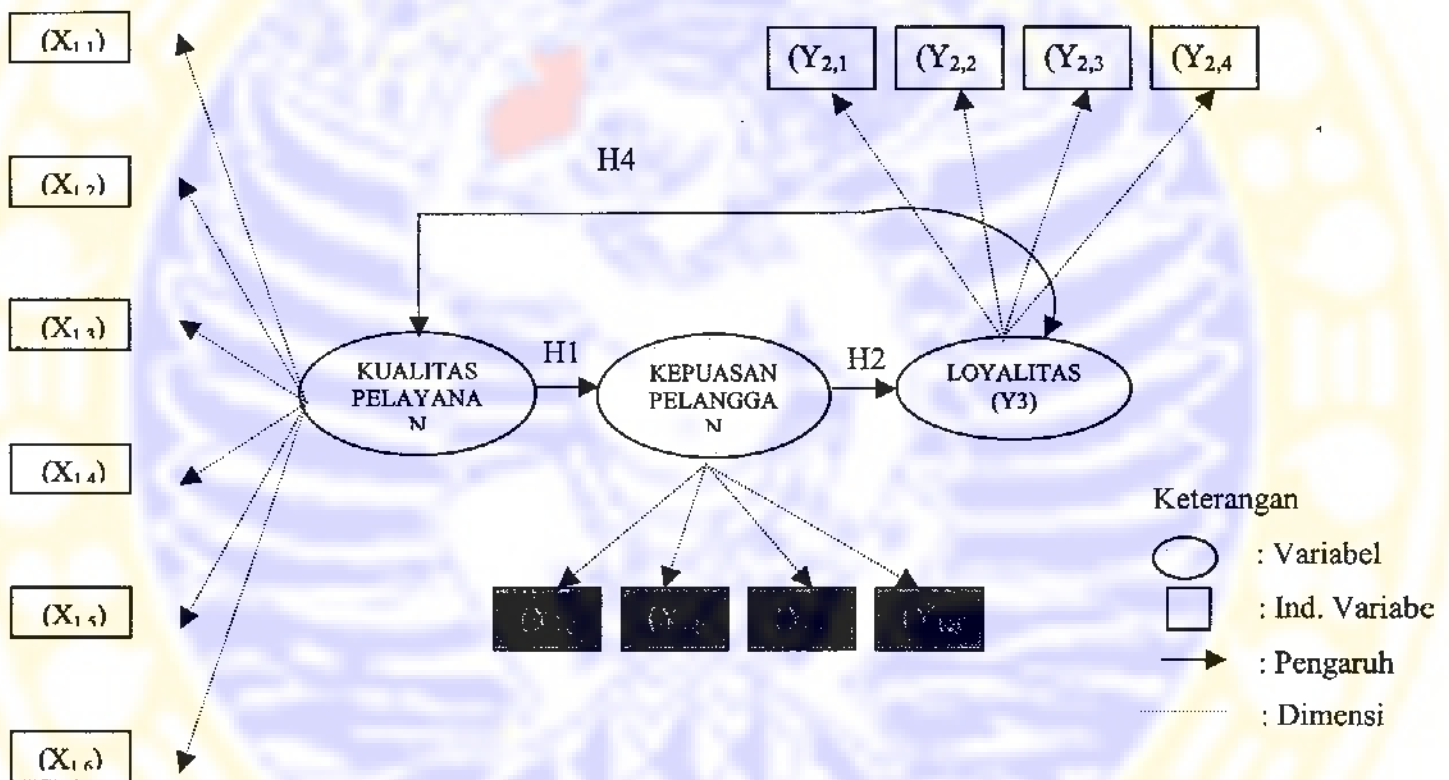 (X1.1)
(Y2,1
(Y2,2
(Y2,3
(Y2,4
H4
(X1.2)
(X1.3)
H1
H2
KUALITAS
PELAYANA
N
KEPUASAN
PELANGGA
N
LOYALITAS
(Y3)
(X1.4)
Keterangan
: Variabel
: Ind. Variabe
(X1.5)
: Pengaruh
: Dimensi
(X1.6)